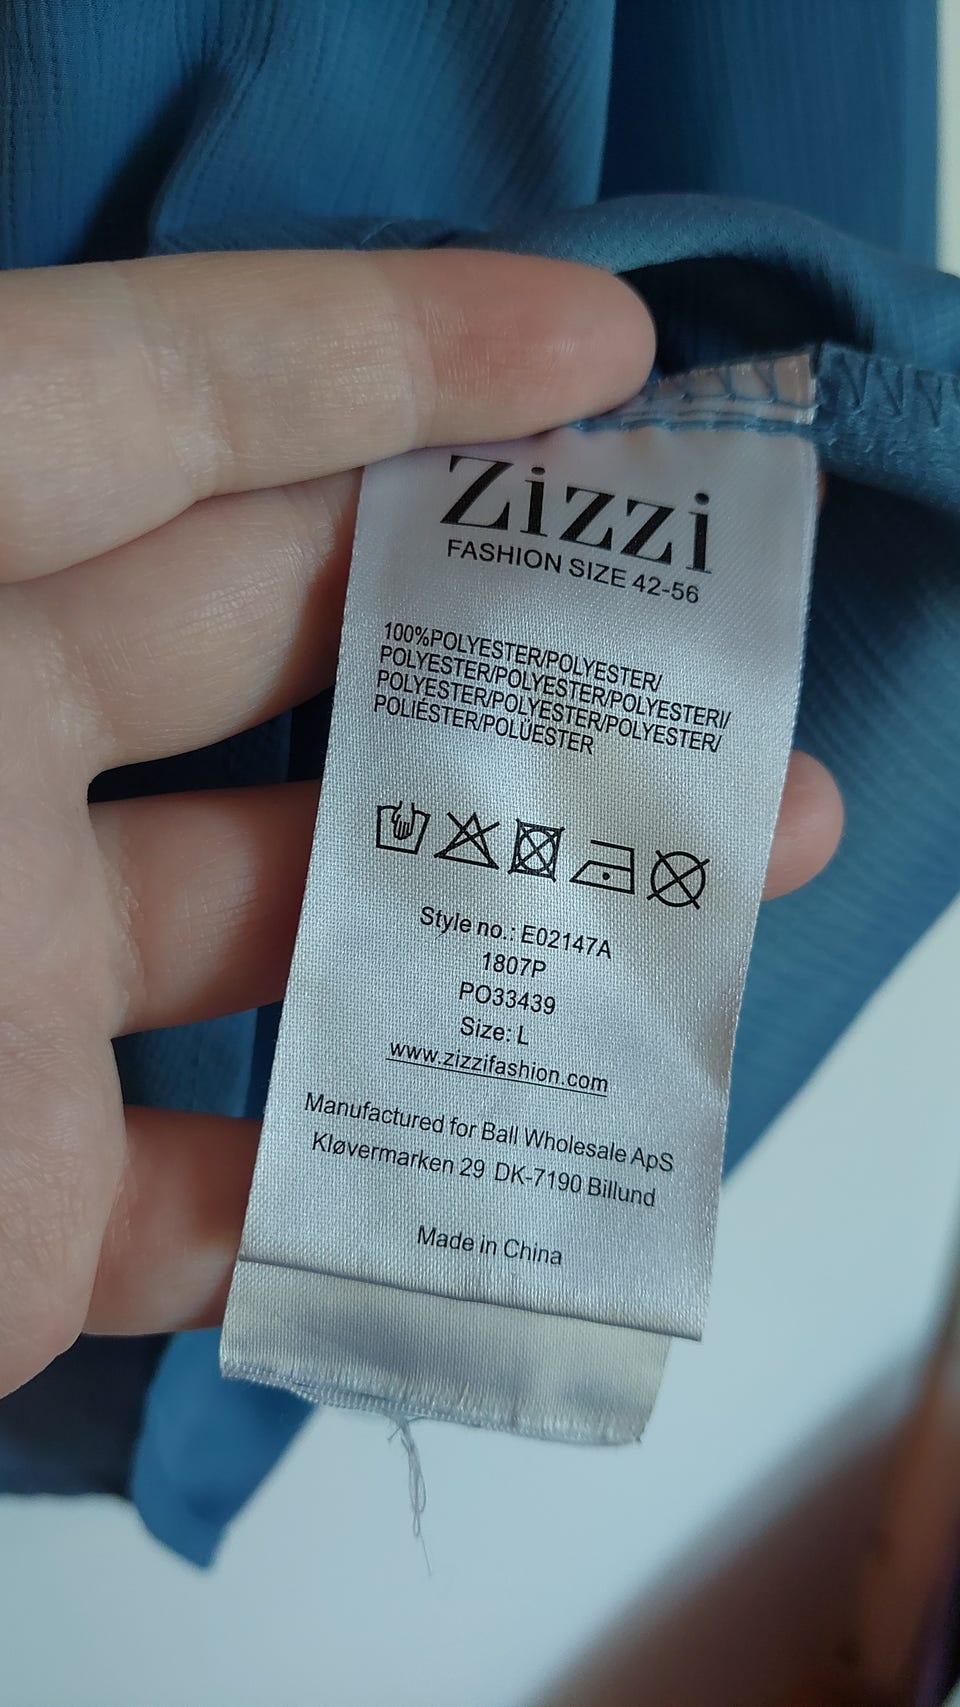 Zizzi
FASHION SIZE 42-56
100%POLYESTER/POLYESTER/
POLYESTER/POLYESTER/POLYESTERI/
POLYESTER/POLYESTER/POLYESTER/
POLIÉSTER/POLÜESTER
Style no.: E02147A
1807P
PO33439
Size: L
www.zizzifashion.com
Manufactured for Ball Wholesale ApS
Kløvermarken 29 DK-7190 Billund
Made in China